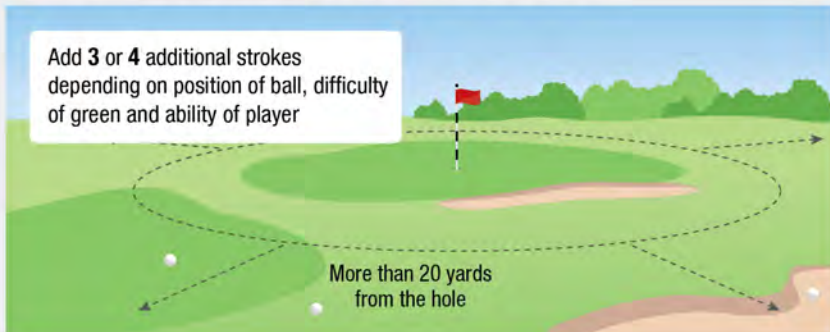 Add 3 or 4 additional strokes
depending on position of ball, difficulty
of green and ability of player
More than 20 yards
from the hole